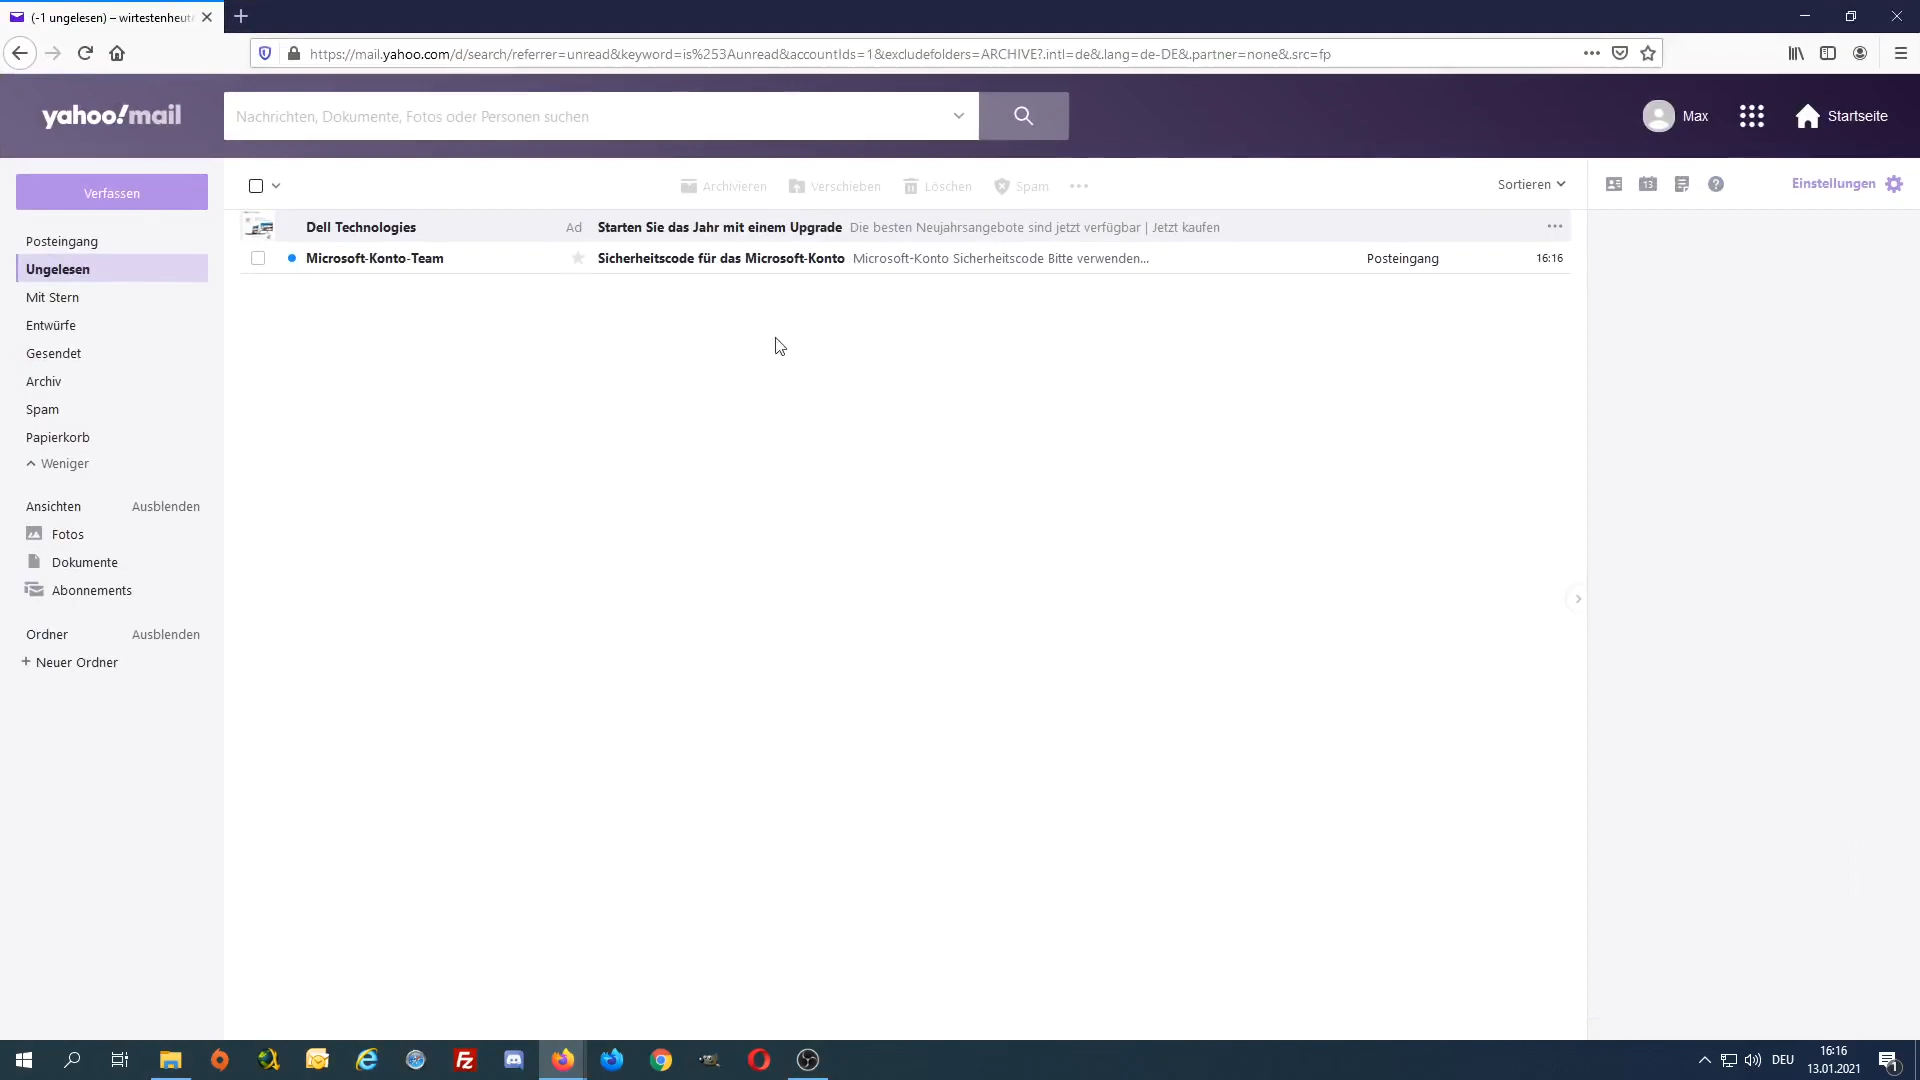 (-1 ungelesen) – wirtestenheut
https://mail.yahoo.com/d/search/referrer=unread&keyword=is%253Aunread&accountIds=1&excludefolders=ARCHIVE?.intl=de&.lang=de-DE&.partner=none&.src=fp
yahoo!mail
Nachrichten, Dokumente, Fotos oder Personen suchen
Max
Startseite
Verfassen
Archivieren
Verschieben
Löschen
Spam
Sortieren
13
Einstellungen
Dell Technologies Ad Starten Sie das Jahr mit einem Upgrade Die besten Neujahrsangebote sind jetzt verfügbar | Jetzt kaufen
Microsoft-Konto-Team Sicherheitscode für das Microsoft-Konto Microsoft-Konto Sicherheitscode Bitte verwenden... Posteingang 16:16
Posteingang
Ungelesen
Mit Stern
Entwürfe
Gesendet
Archiv
Spam
Papierkorb
Weniger
Ansichten Ausblenden
Fotos
Dokumente
Abonnements
Ordner Ausblenden
+ Neuer Ordner
FZ
DEU
16:16
13.01.2021
1